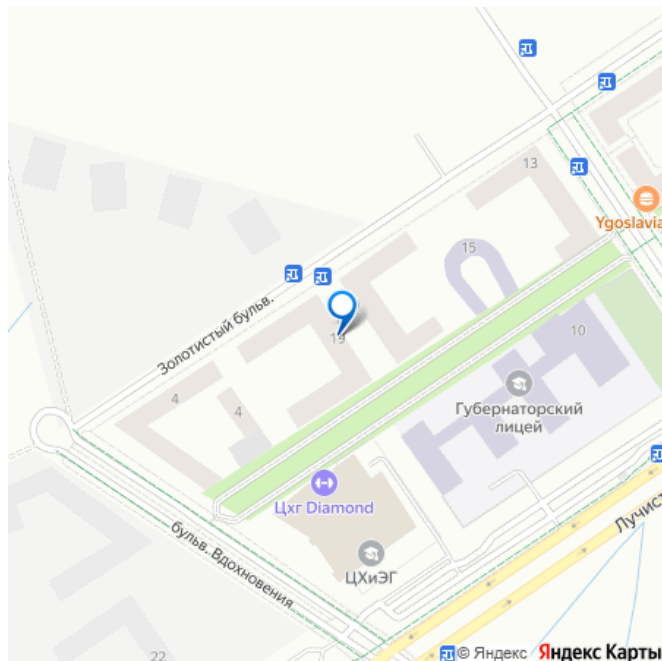 13
Ygoslavia
15
Золотистый бульв.
19
10
4
4
Губернаторский
лицей
Цхг Diamond
Лучист
ЦХиЭГ
бульв. Вдохновения
22
© Яндекс Яндекс Карты